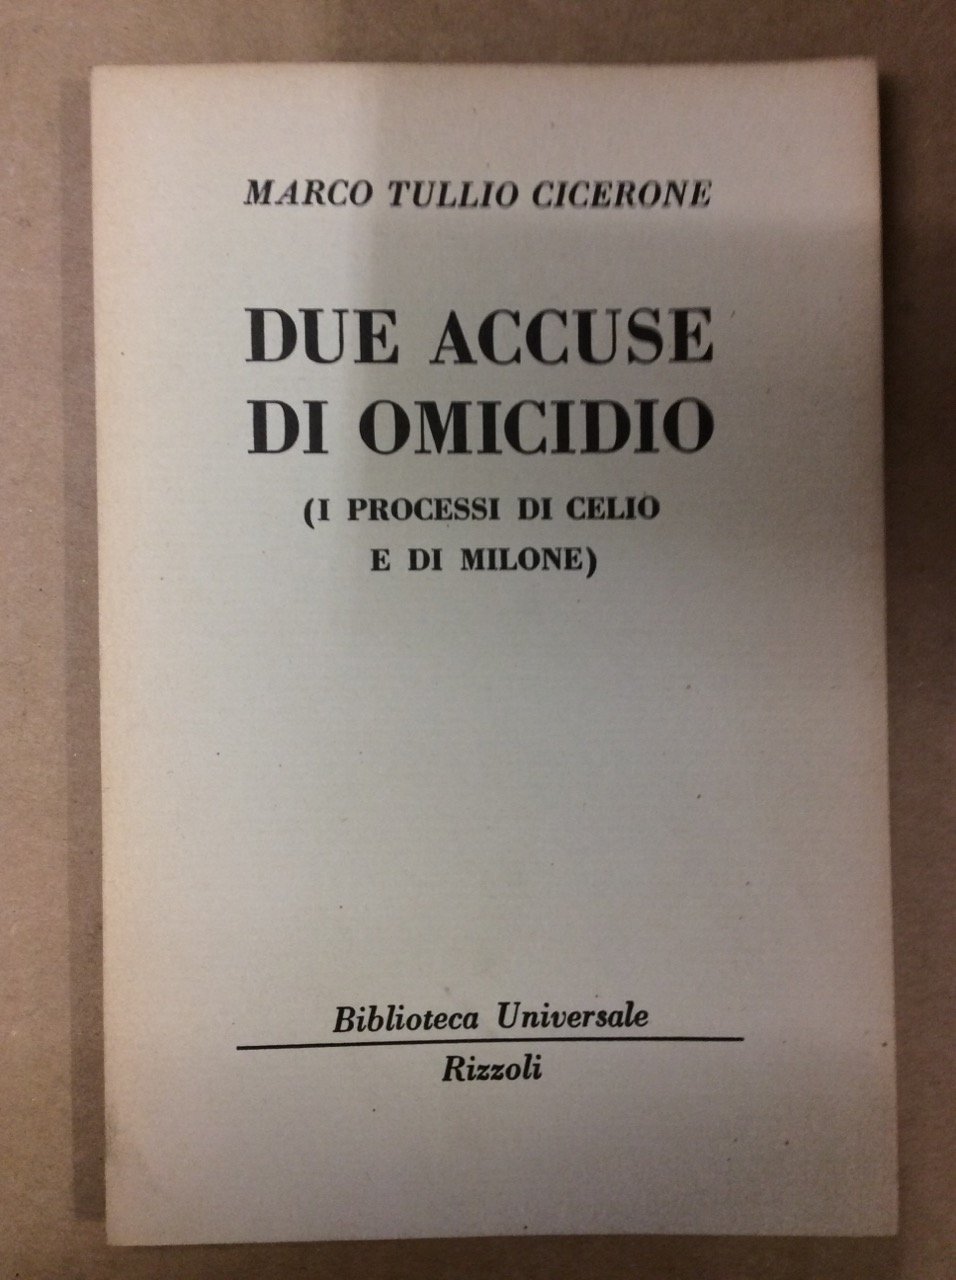 MARCO TULLIO CICERONE
DUE ACCUSE
DI OMICIDIO
(I PROCESSI DI CELIO
E DI MILONE)
Biblioteca Universale
Rizzoli